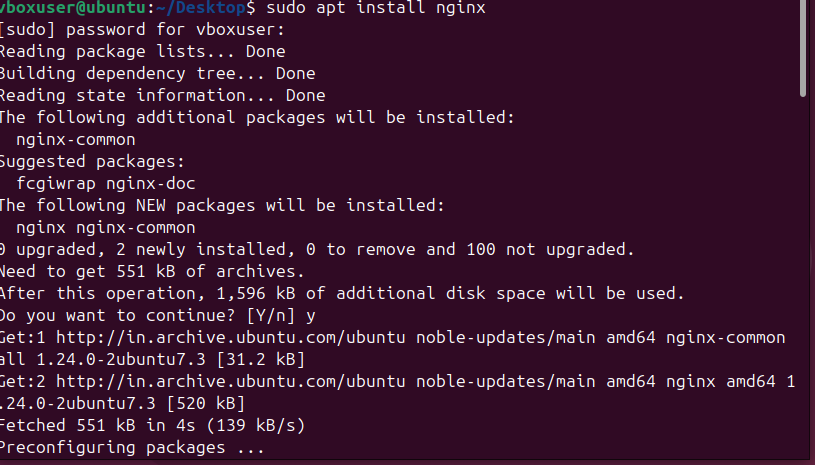 vboxuser@ubuntu:~/Desktop$ sudo apt install nginx
[sudo] password for vboxuser:
Reading package lists... Done
Building dependency tree... Done
Reading state information... Done
The following additional packages will be installed:
  nginx-common
Suggested packages:
  fcgiwrap nginx-doc
The following NEW packages will be installed:
  nginx nginx-common
0 upgraded, 2 newly installed, 0 to remove and 100 not upgraded.
Need to get 551 kB of archives.
After this operation, 1,596 kB of additional disk space will be used.
Do you want to continue? [Y/n] y
Get:1 http://in.archive.ubuntu.com/ubuntu noble-updates/main amd64 nginx-common
all 1.24.0-2ubuntu7.3 [31.2 kB]
Get:2 http://in.archive.ubuntu.com/ubuntu noble-updates/main amd64 nginx amd64 1
.24.0-2ubuntu7.3 [520 kB]
Fetched 551 kB in 4s (139 kB/s)
Preconfiguring packages ...